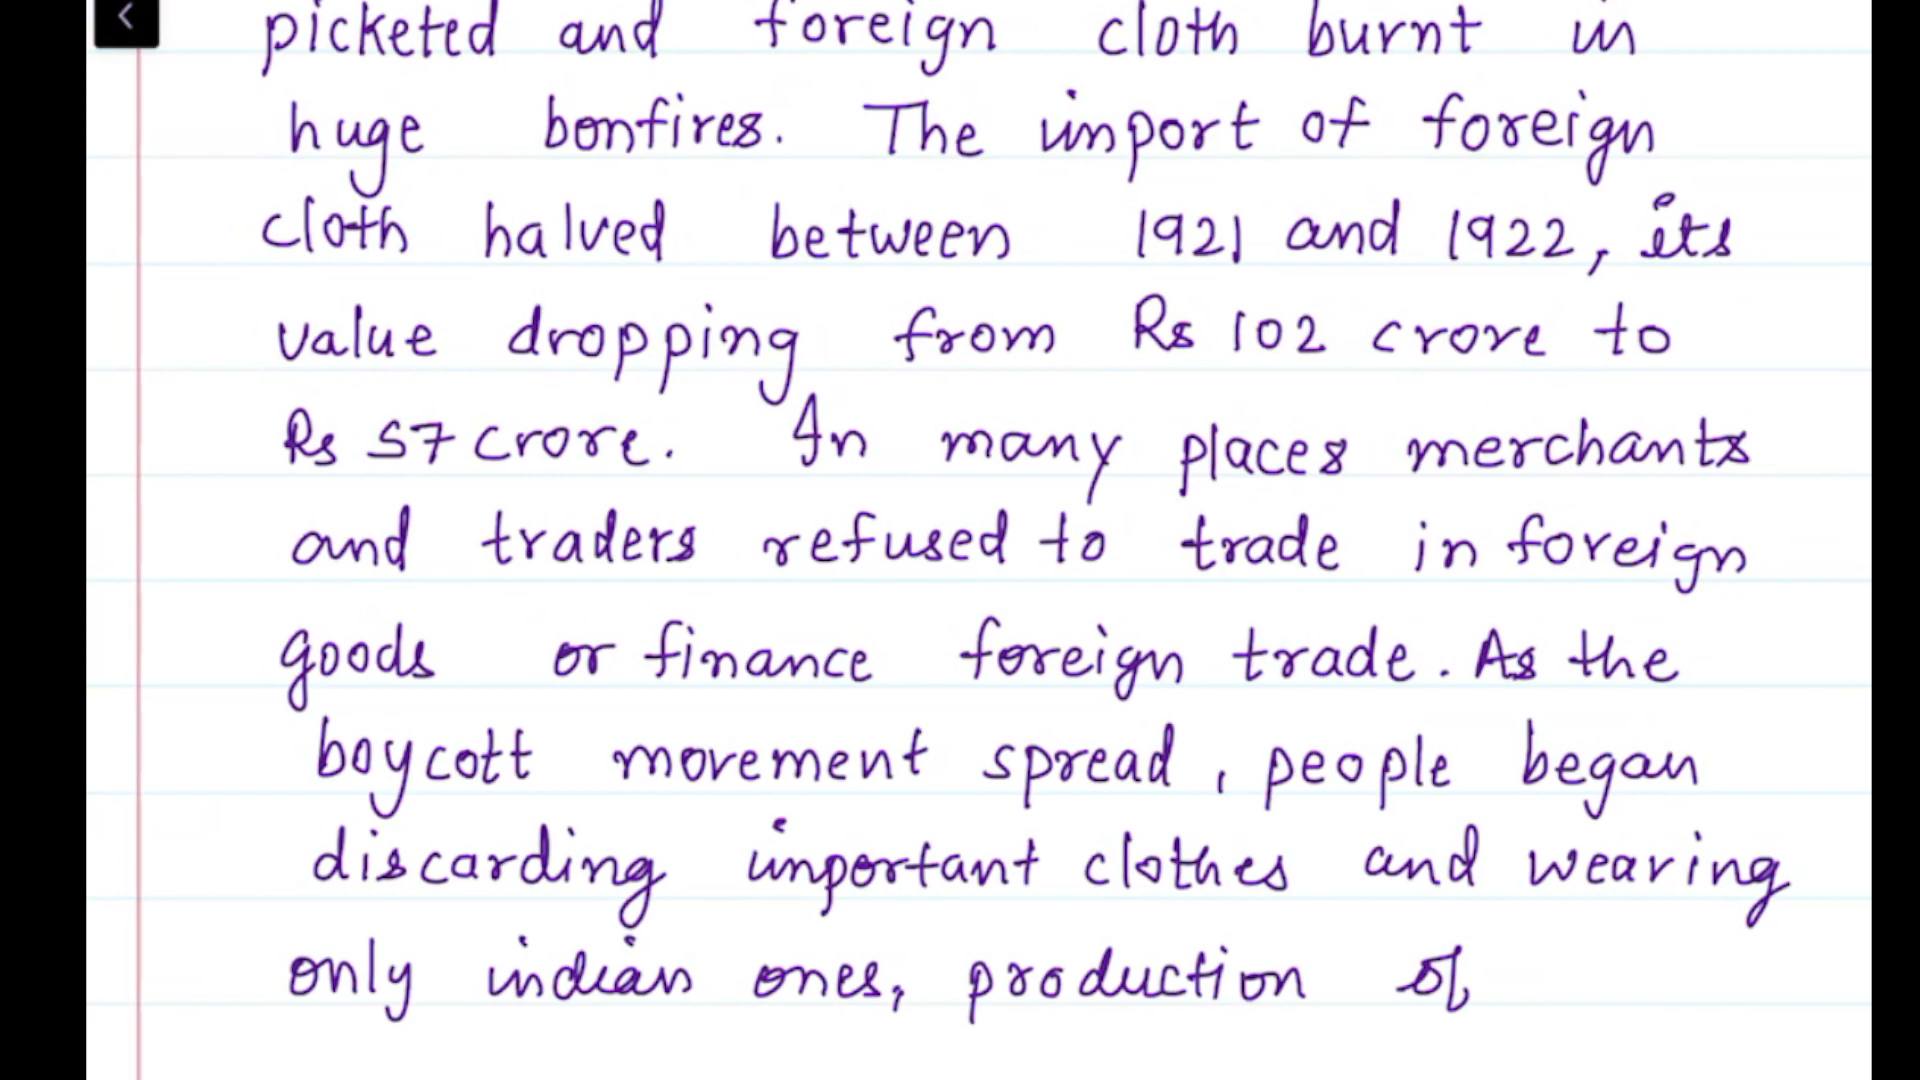 picketed and foreign cloth burnt in
huge bonfires. The import of foreign
cloth halved between 1921 and 1922, its
value dropping from Rs 102 crore to
Rs 57 crore. In many places merchants
and traders refused to trade in foreign
goods or finance foreign trade. As the
boycott movement spread, people began
discarding important clothes and wearing
only indian ones, production of